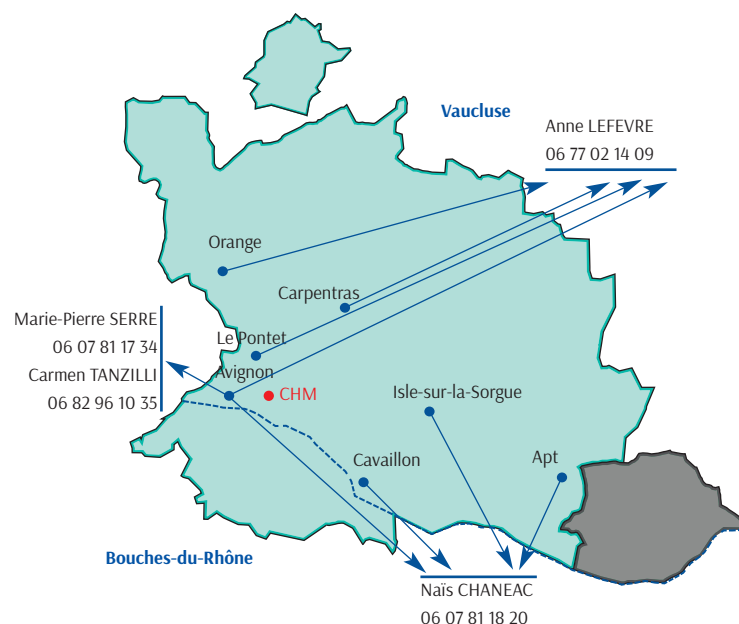 Vaucluse
Anne LEFEVRE
06 77 02 14 09
Orange
Carpentras
Marie-Pierre SERRE
06 07 81 17 34
Carmen TANZILLI
06 82 96 10 35
Le Pontet
Avignon
CHM
Isle-sur-la-Sorgue
Cavaillon
Apt
Bouches-du-Rhône
Naïs CHANEAC
06 07 81 18 20